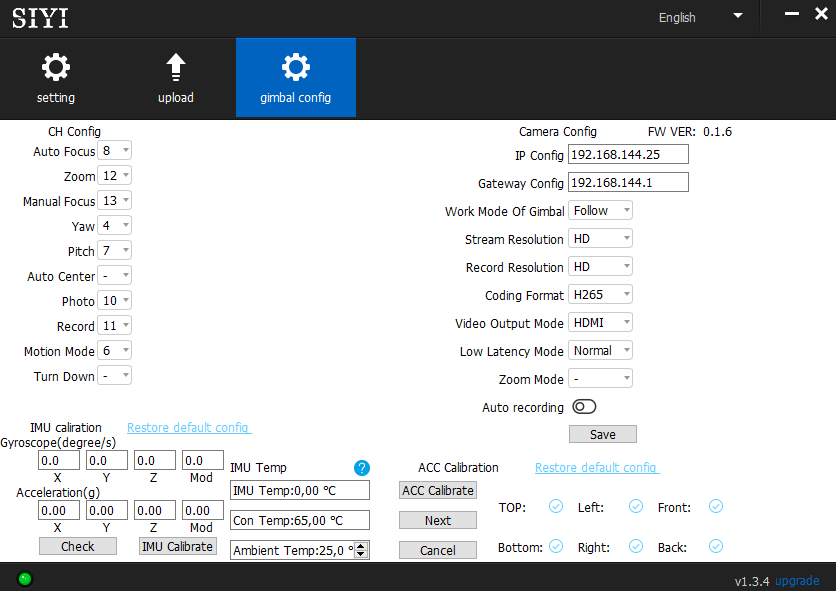 SIYI
English
setting
upload
gimbal config
CH Config
Auto Focus 8
Zoom 12
Manual Focus 13
Yaw 4
Pitch 7
Auto Center -
Photo 10
Record 11
Motion Mode 6
Turn Down -
Camera Config FW VER: 0.1.6
IP Config 192.168.144.25
Gateway Config 192.168.144.1
Work Mode Of Gimbal Follow
Stream Resolution HD
Record Resolution HD
Coding Format H265
Video Output Mode HDMI
Low Latency Mode Normal
Zoom Mode -
Auto recording
Save
IMU caliration Restore default config
Gyroscope(degree/s)
0.0 0.0 0.0 0.0
X Y Z Mod
Acceleration(g)
0.00 0.00 0.00 0.00
X Y Z Mod
Check IMU Calibrate
IMU Temp ?
IMU Temp:0,00 ℃
Con Temp:65,00 ℃
Ambient Temp:25,0 °
ACC Calibration Restore default config
ACC Calibrate
Next
Cancel
TOP: Left: Front:
Bottom: Right: Back:
v1.3.4 upgrade